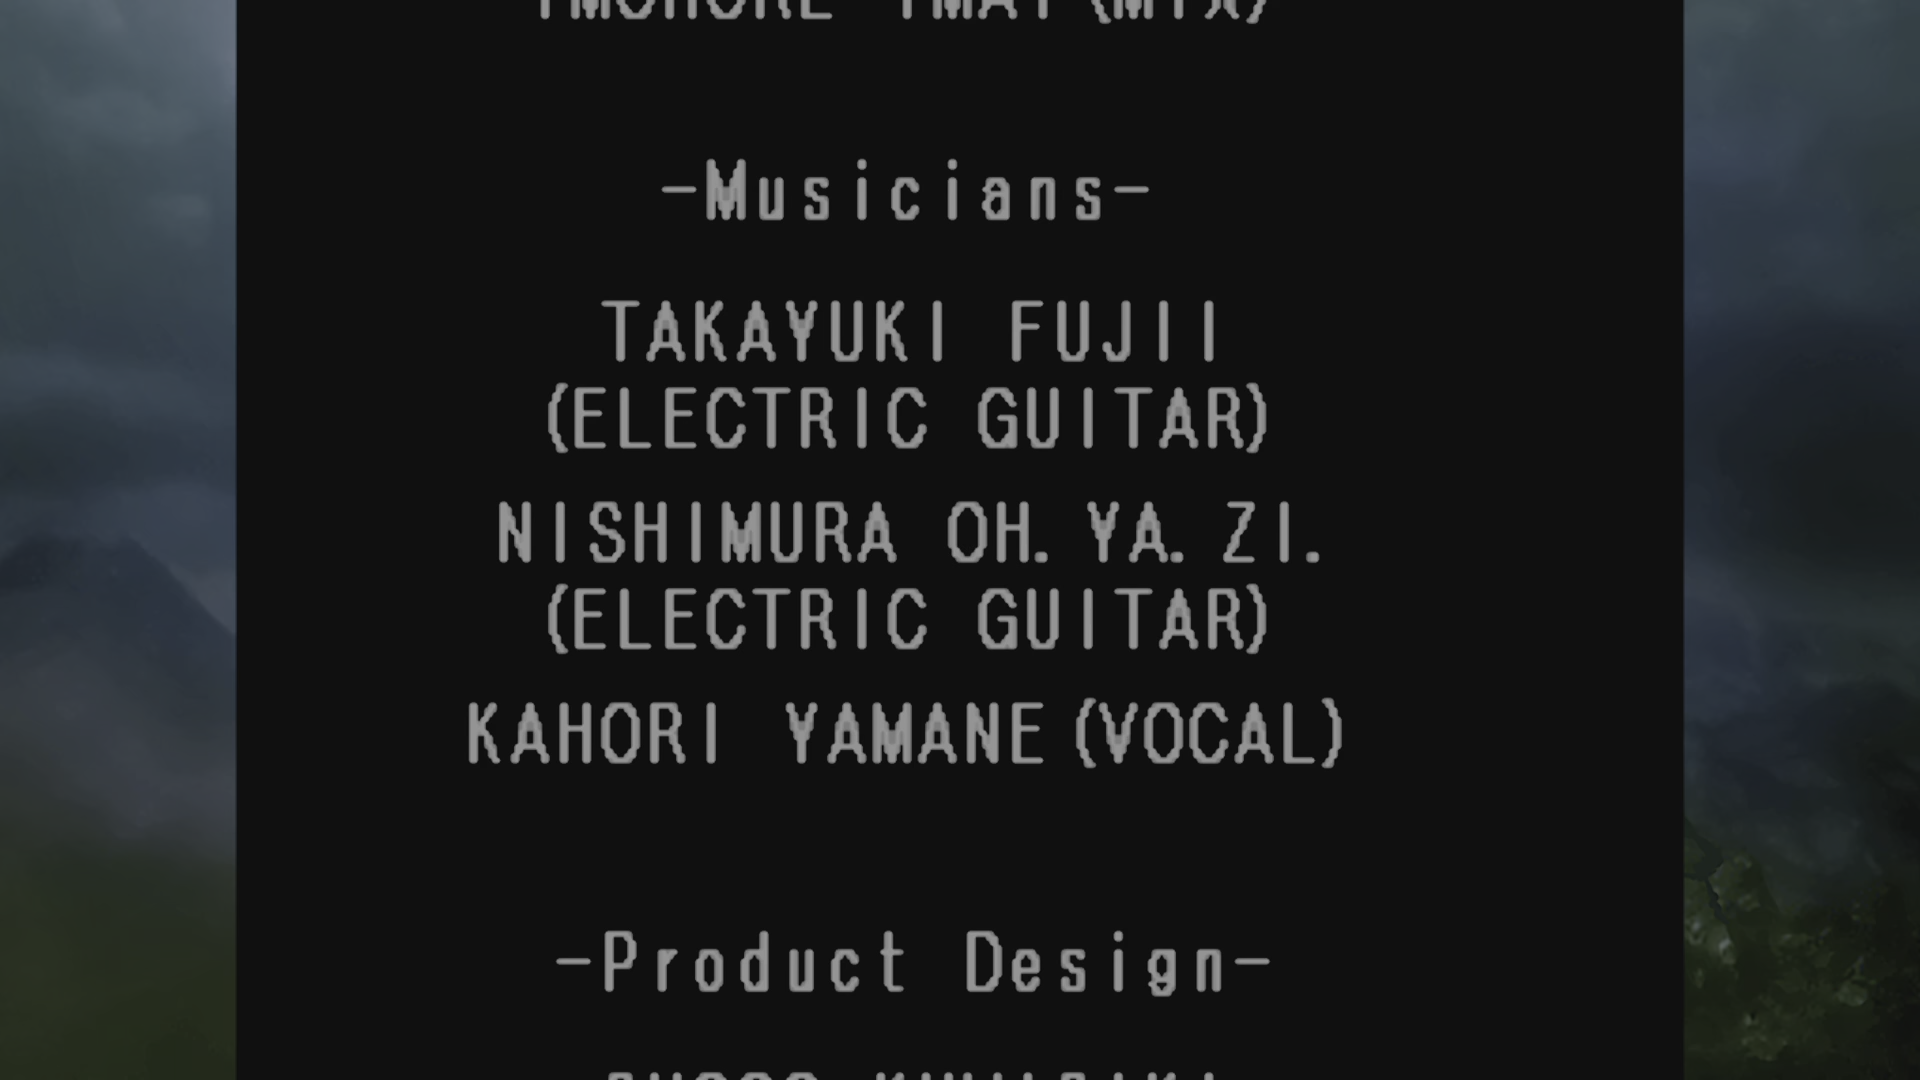 -Musicians-
TAKAYUKI FUJII
(ELECTRIC GUITAR)
NISHIMURA OH. YA. ZI.
(ELECTRIC GUITAR)
KAHORI YAMANE (VOCAL)
-Product Design-